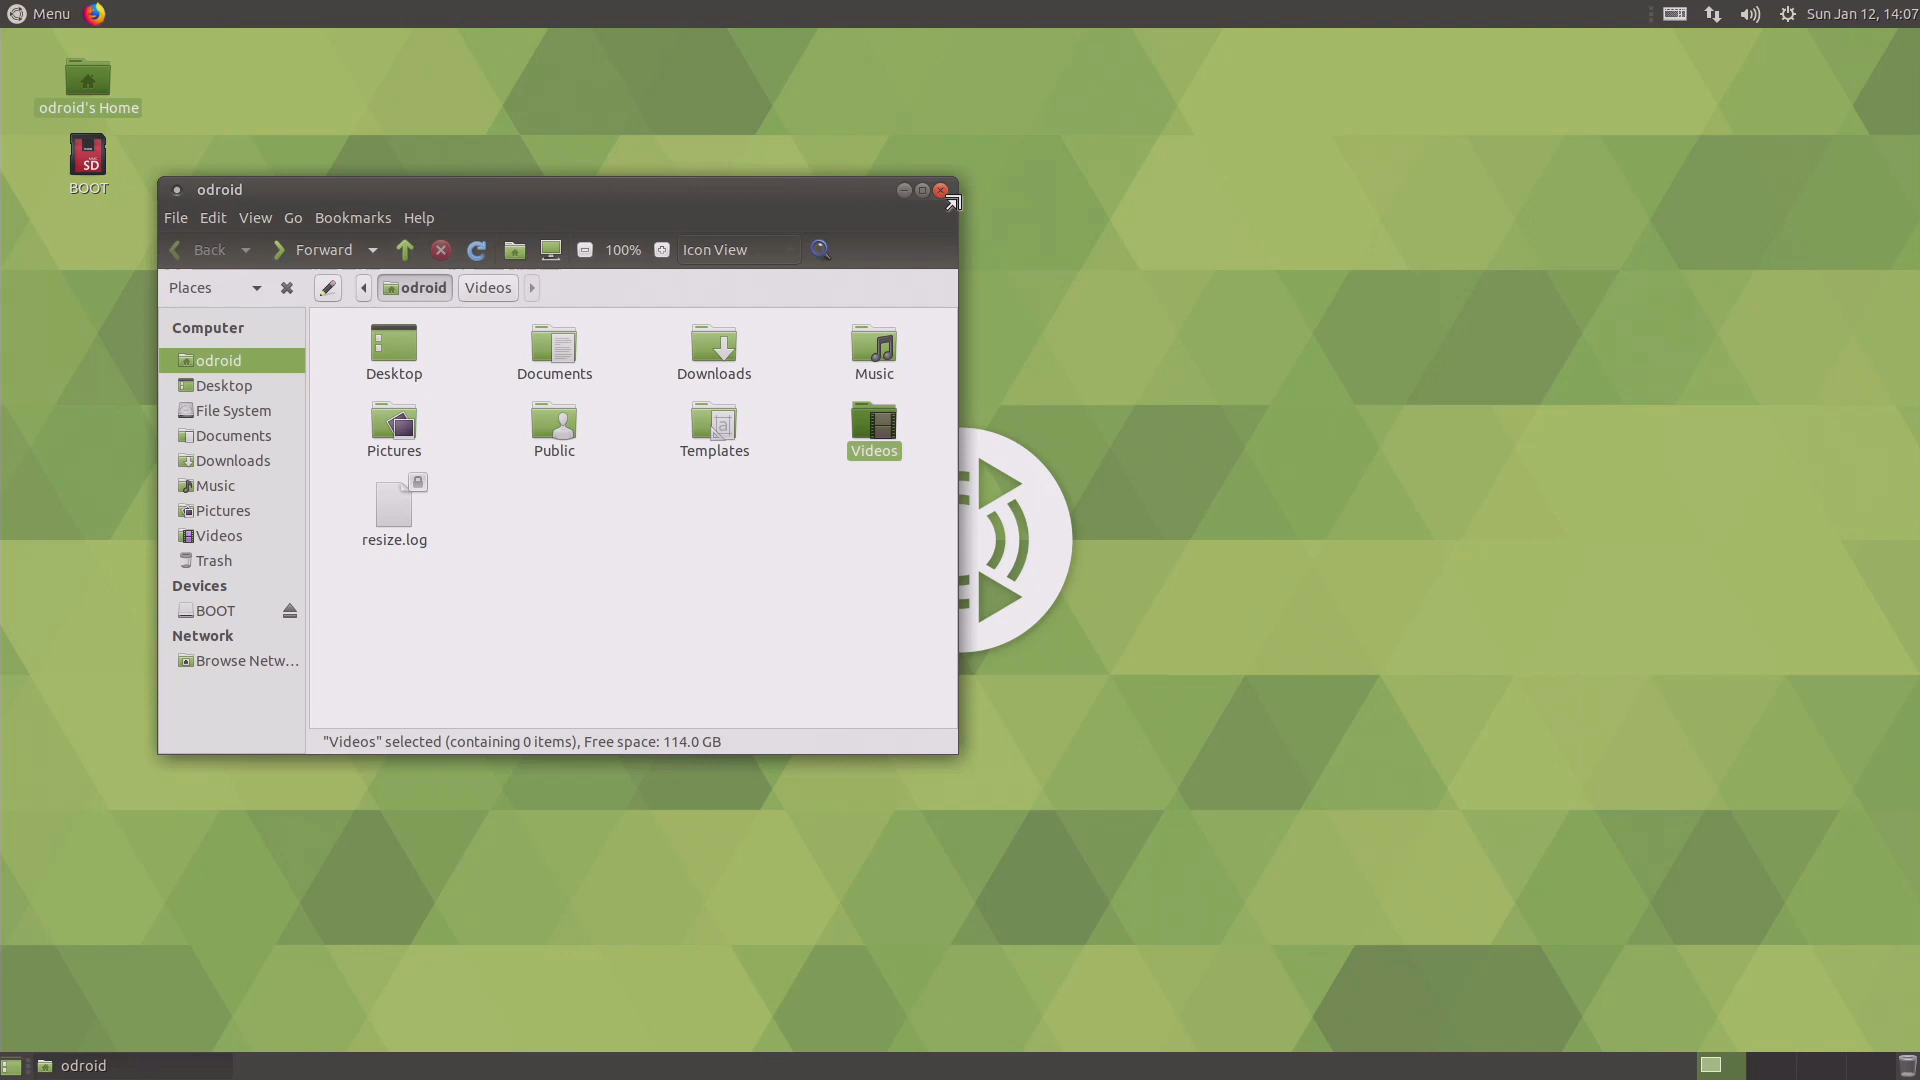 Menu
Sun Jan 12, 14:07
odroid's Home
SD
BOOT
odroid
File Edit View Go Bookmarks Help
Back Forward 100% Icon View
Places odroid Videos
Computer
odroid
Desktop
File System
Documents
Downloads
Music
Pictures
Videos
Trash
Devices
BOOT
Network
Browse Netw...
Desktop Documents Downloads Music
a
Pictures Public Templates Videos
resize.log
"Videos" selected (containing 0 items), Free space: 114.0 GB
odroid